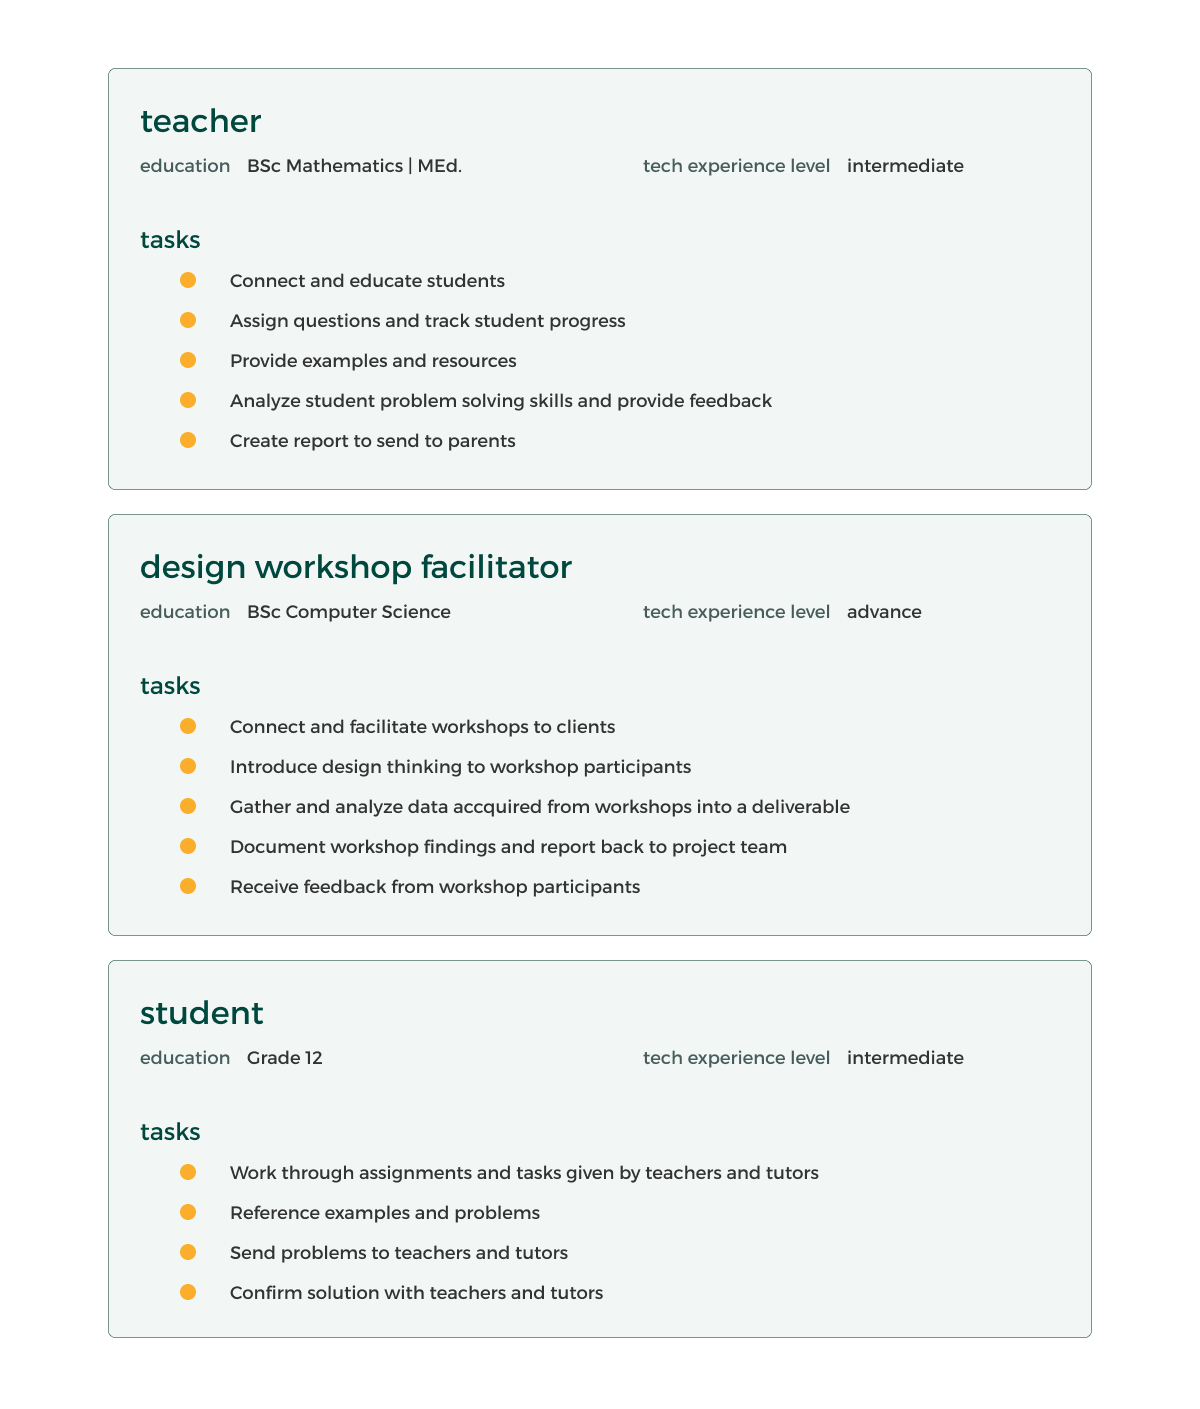 teacher
education BSc Mathematics | MEd. tech experience level intermediate
tasks
Connect and educate students
Assign questions and track student progress
Provide examples and resources
Analyze student problem solving skills and provide feedback
Create report to send to parents
design workshop facilitator
education BSc Computer Science tech experience level advance
tasks
Connect and facilitate workshops to clients
Introduce design thinking to workshop participants
Gather and analyze data accquired from workshops into a deliverable
Document workshop findings and report back to project team
Receive feedback from workshop participants
student
education Grade 12 tech experience level intermediate
tasks
Work through assignments and tasks given by teachers and tutors
Reference examples and problems
Send problems to teachers and tutors
Confirm solution with teachers and tutors